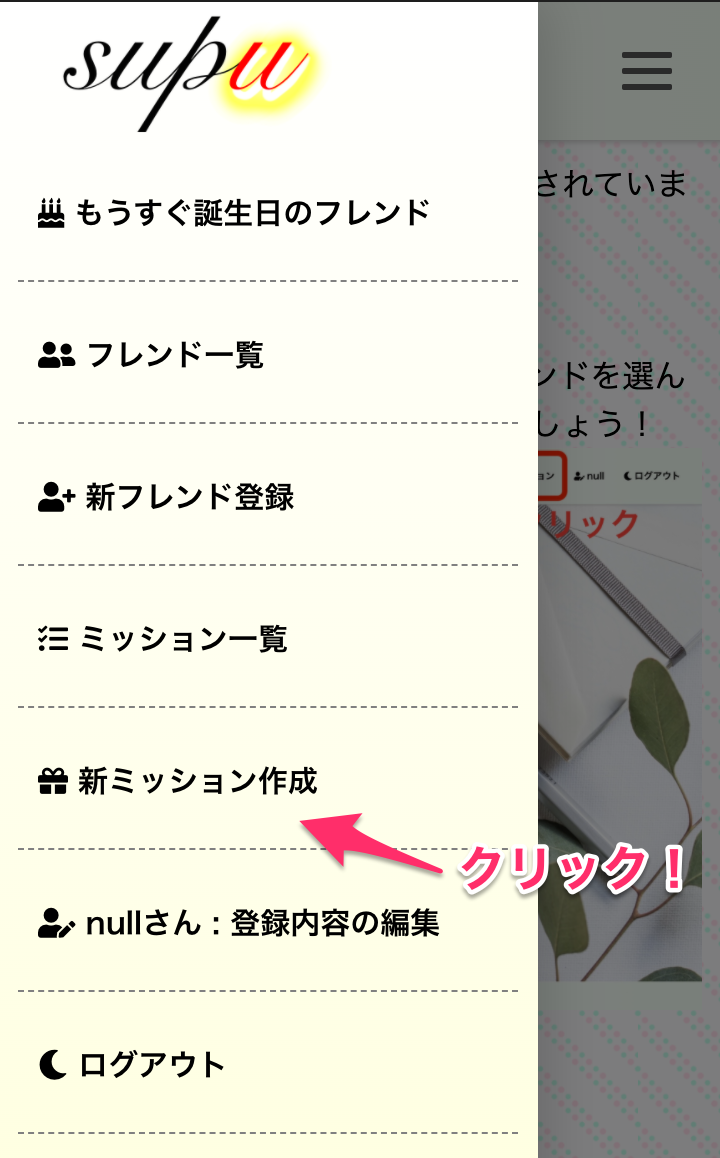 supu
もうすぐ誕生日のフレンド
フレンド一覧
新フレンド登録
ミッション一覧
新ミッション作成
クリック！
nullさん : 登録内容の編集
ログアウト
されていま
ンドを選ん
しょう！
ョン
null
ログアウト
リック